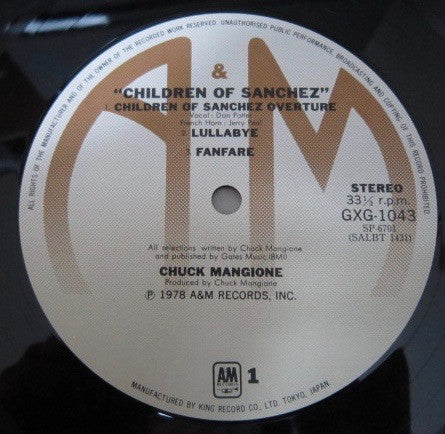 ALL RIGHTS OF THE MANUFACTURER AND OF THE OWNER OF THE RECORDED WORK RESERVED. UNAUTHORISED PUBLIC PERFORMANCE, BROADCASTING AND COPYING OF THIS RECORD PROHIBITED
A&M
"CHILDREN OF SANCHEZ"
1. CHILDREN OF SANCHEZ OVERTURE
Vocal: Don Potter
French Horn: Jerry Peel
2. LULLABYE
3. FANFARE
STEREO
33⅓ r.p.m.
GXG-1043
SP-6701
(SALBT 1431)
All selections written by Chuck Mangione
and published by Gates Music(BMI)
CHUCK MANGIONE
Produced by Chuck Mangione
℗ 1978 A&M RECORDS, INC.
A&M
RECORDS
1
MANUFACTURED BY KING RECORD CO. LTD. TOKYO, JAPAN.